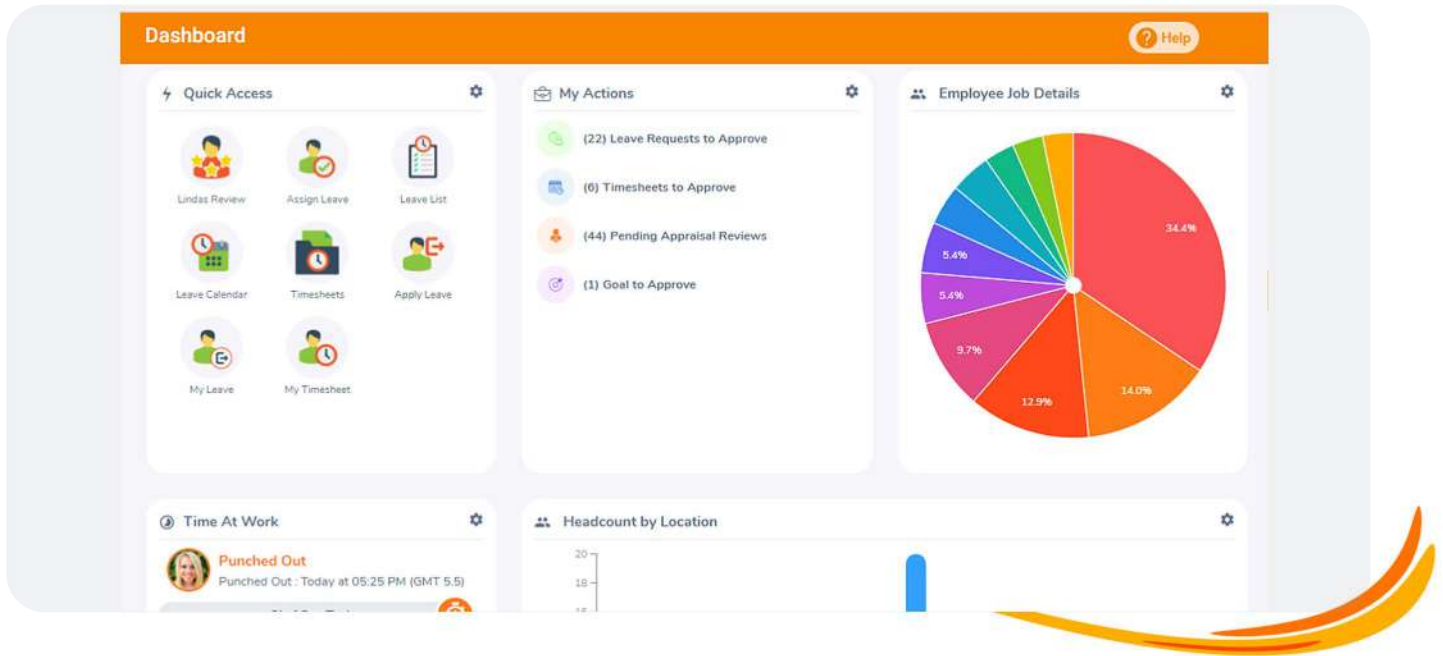 Dashboard
Help
Quick Access
Lindas Review
Assign Leave
Leave List
Leave Calendar
Timesheets
Apply Leave
My Leave
My Timesheet
My Actions
(22) Leave Requests to Approve
(6) Timesheets to Approve
(44) Pending Appraisal Reviews
(1) Goal to Approve
Employee Job Details
34.4%
14.0%
12.9%
9.7%
5.4%
5.4%
Time At Work
Punched Out
Punched Out : Today at 05:25 PM (GMT 5.5)
Headcount by Location
20
18